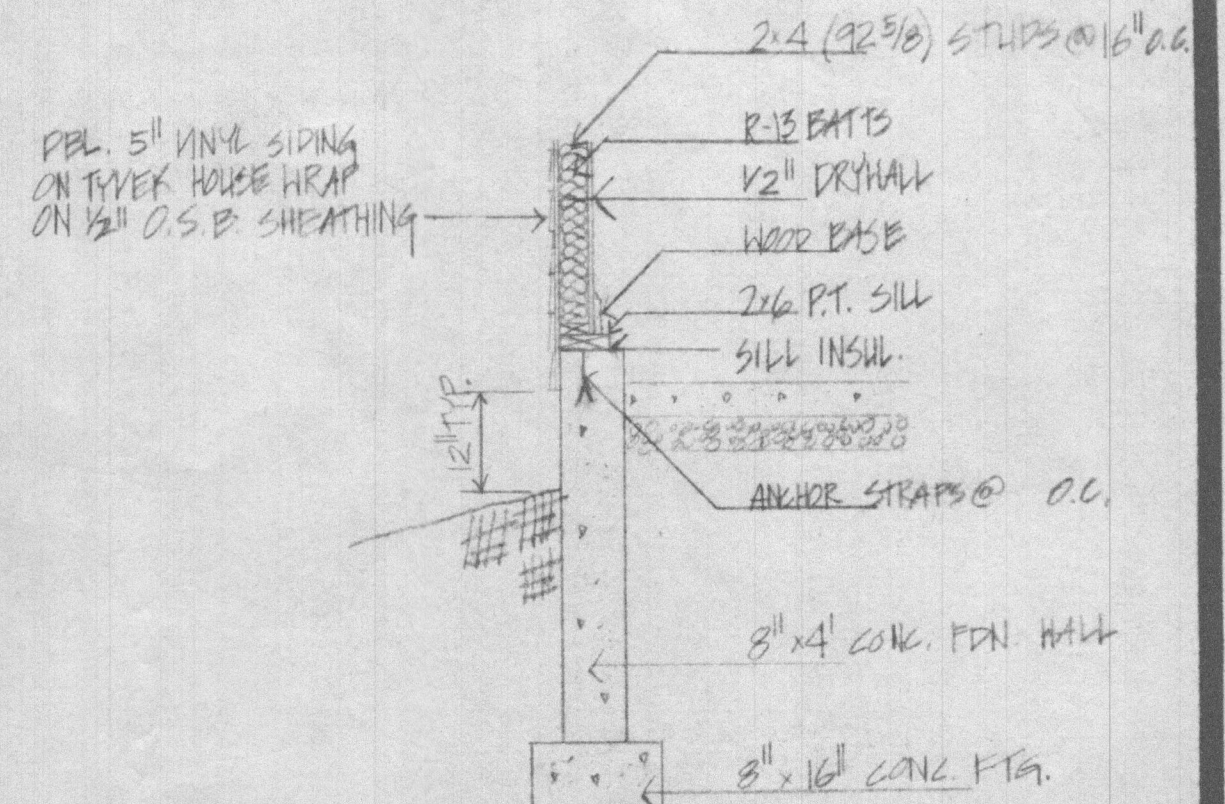 2x4 (92 5/8) STUDS @ 16" O.C.
DBL. 5" VINYL SIDING
ON TYVEK HOUSE WRAP
ON 1/2" O.S.B. SHEATHING
R-13 BATTS
1/2" DRYWALL
WOOD BASE
2x6 P.T. SILL
SILL INSUL.
12" TYP.
ANCHOR STRAPS @ O.C.
8" x 4' CONC. FDN. WALL
8" x 16" CONC. FTG.